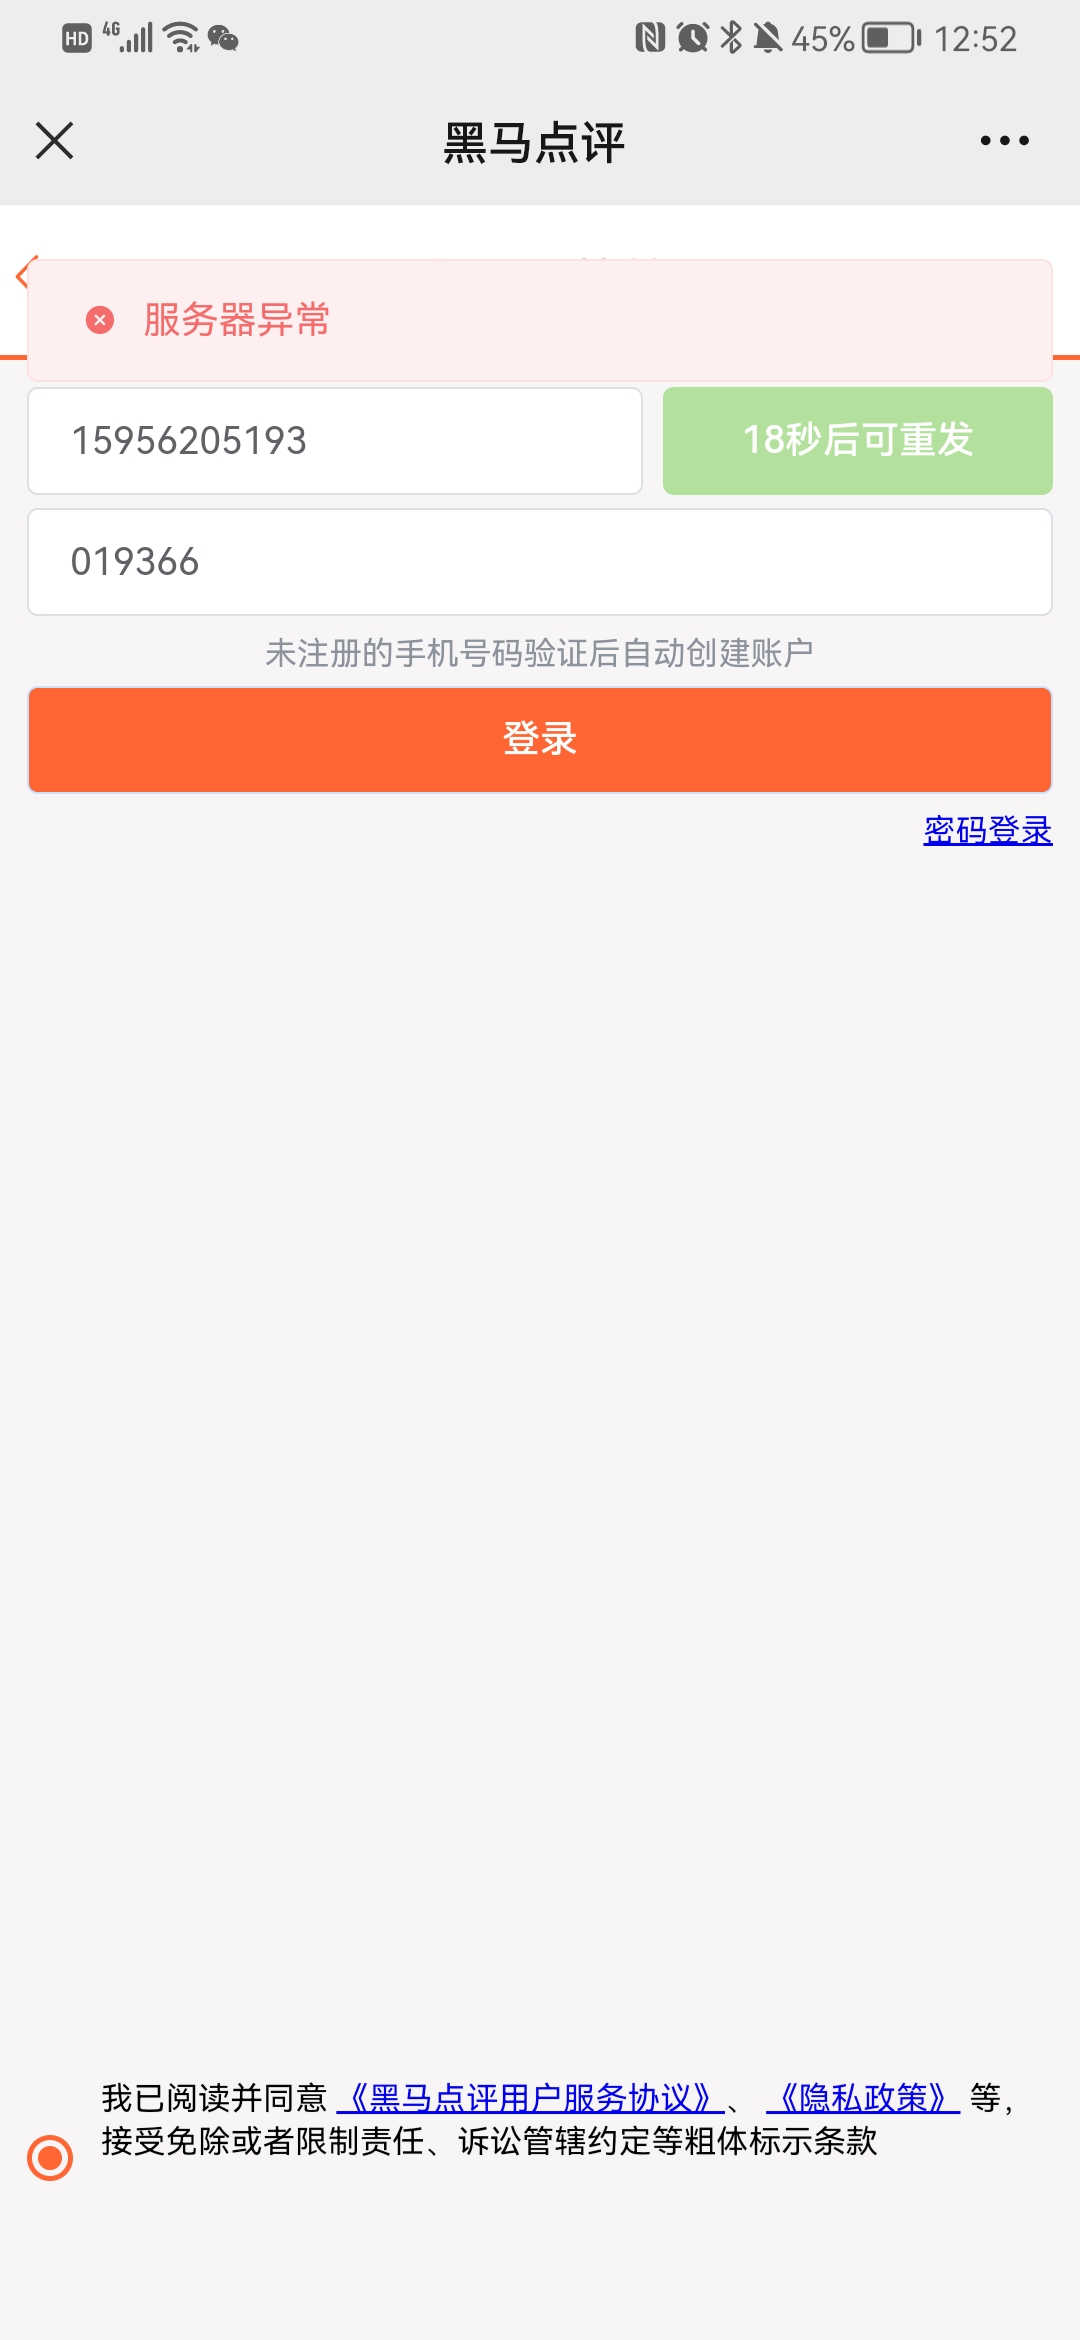 HD 4G 45% 12:52
黑马点评
服务器异常
15956205193
18秒后可重发
019366
未注册的手机号码验证后自动创建账户
登录
密码登录
我已阅读并同意《黑马点评用户服务协议》、《隐私政策》等,
接受免除或者限制责任、诉讼管辖约定等粗体标示条款